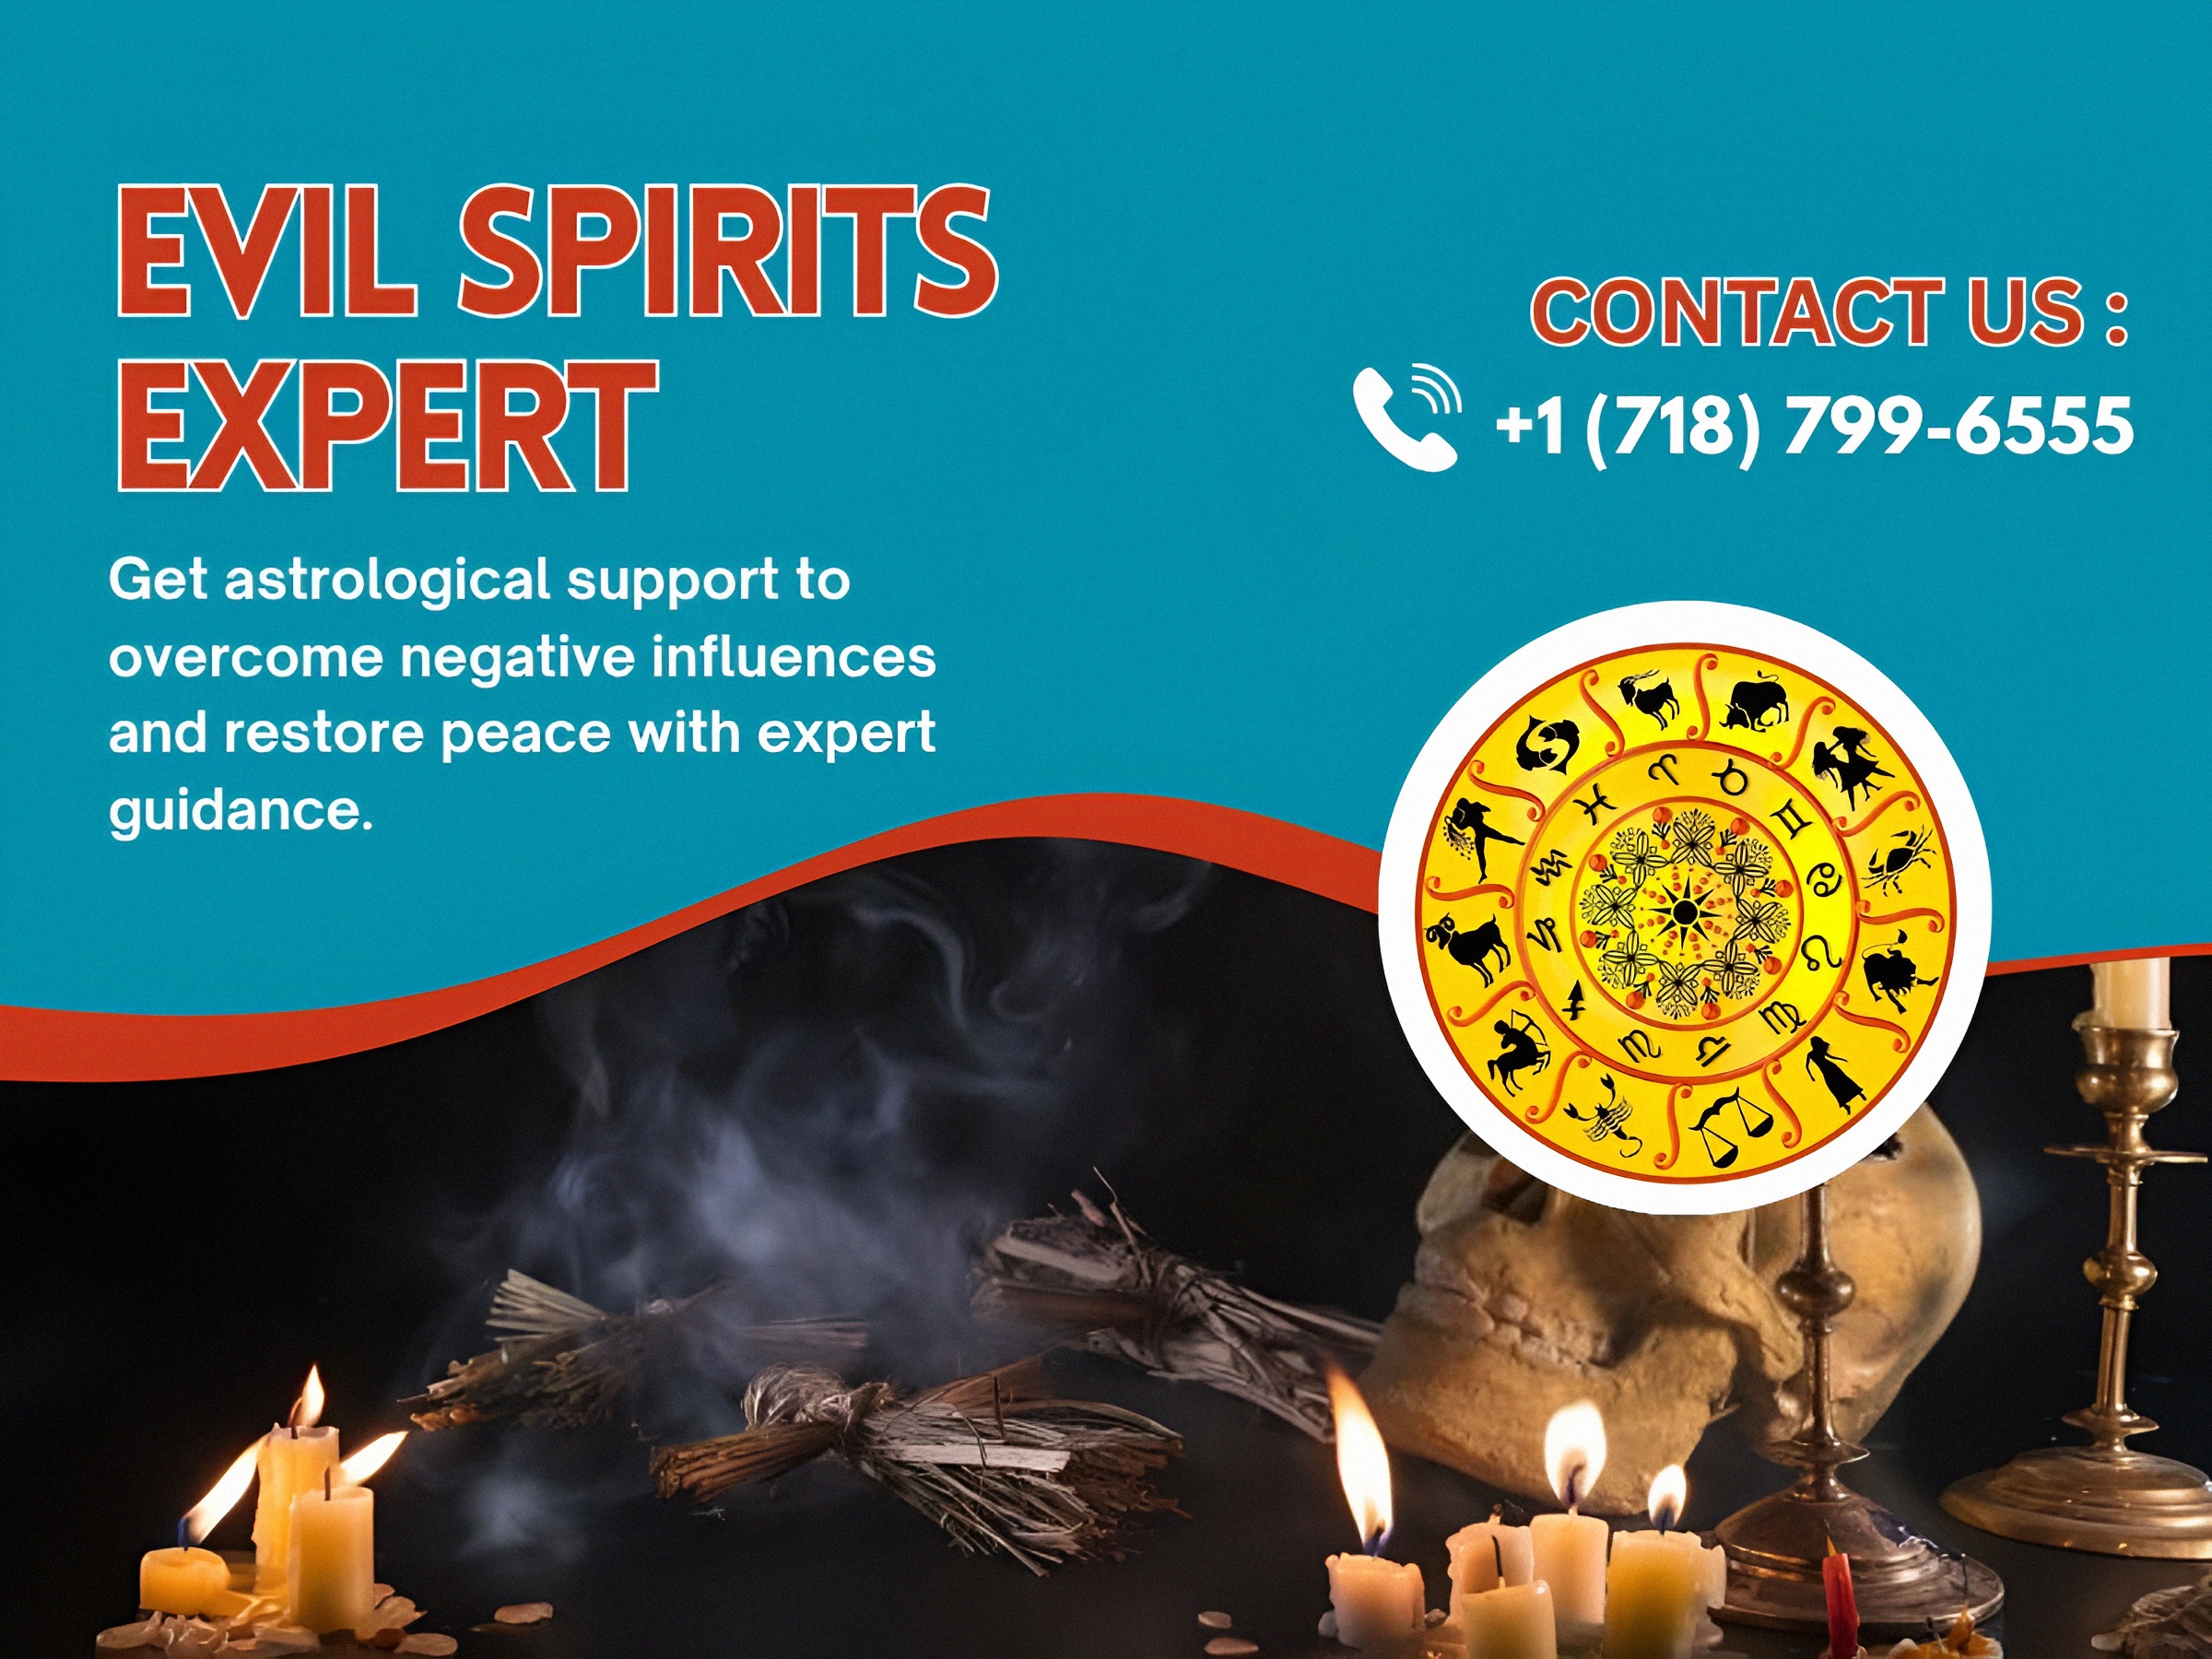 EVIL SPIRITS
EXPERT
Get astrological support to
overcome negative influences
and restore peace with expert
guidance.
CONTACT US :
+1 (718) 799-6555
♈ ♉ ♊ ♋ ♌ ♍ ♎ ♏ ♐ ♑ ♒ ♓